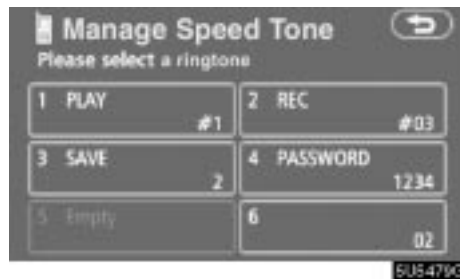 Manage Speed Tone
Please select a ringtone
1 PLAY
#1
2 REC
#03
3 SAVE
2
4 PASSWORD
1234
5 Empty
6
02
5U5479G